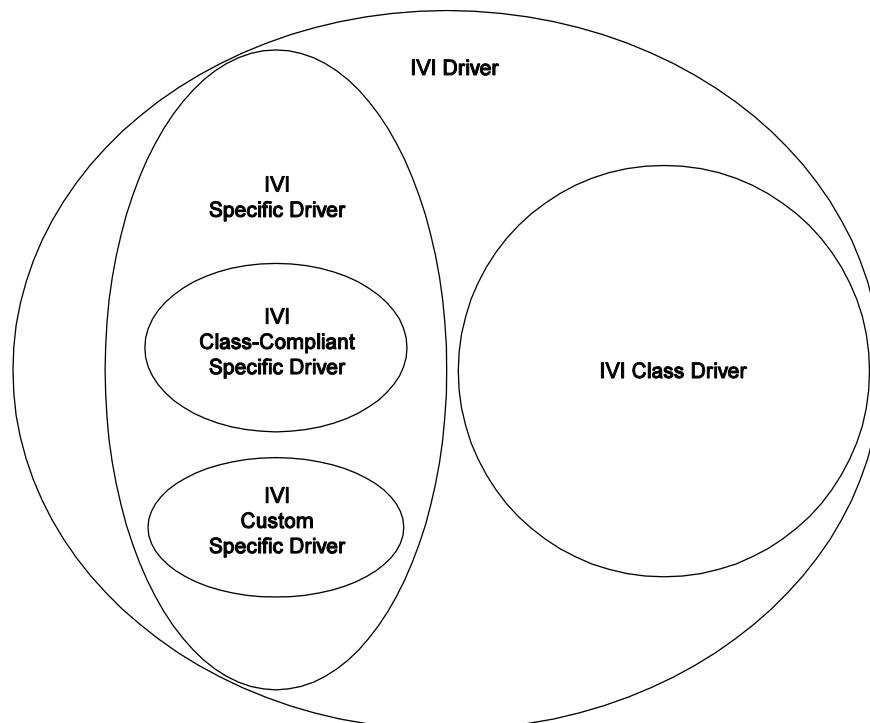 IVI Driver
IVI
Specific Driver
IVI
Class-Compliant
Specific Driver
IVI Class Driver
IVI
Custom
Specific Driver